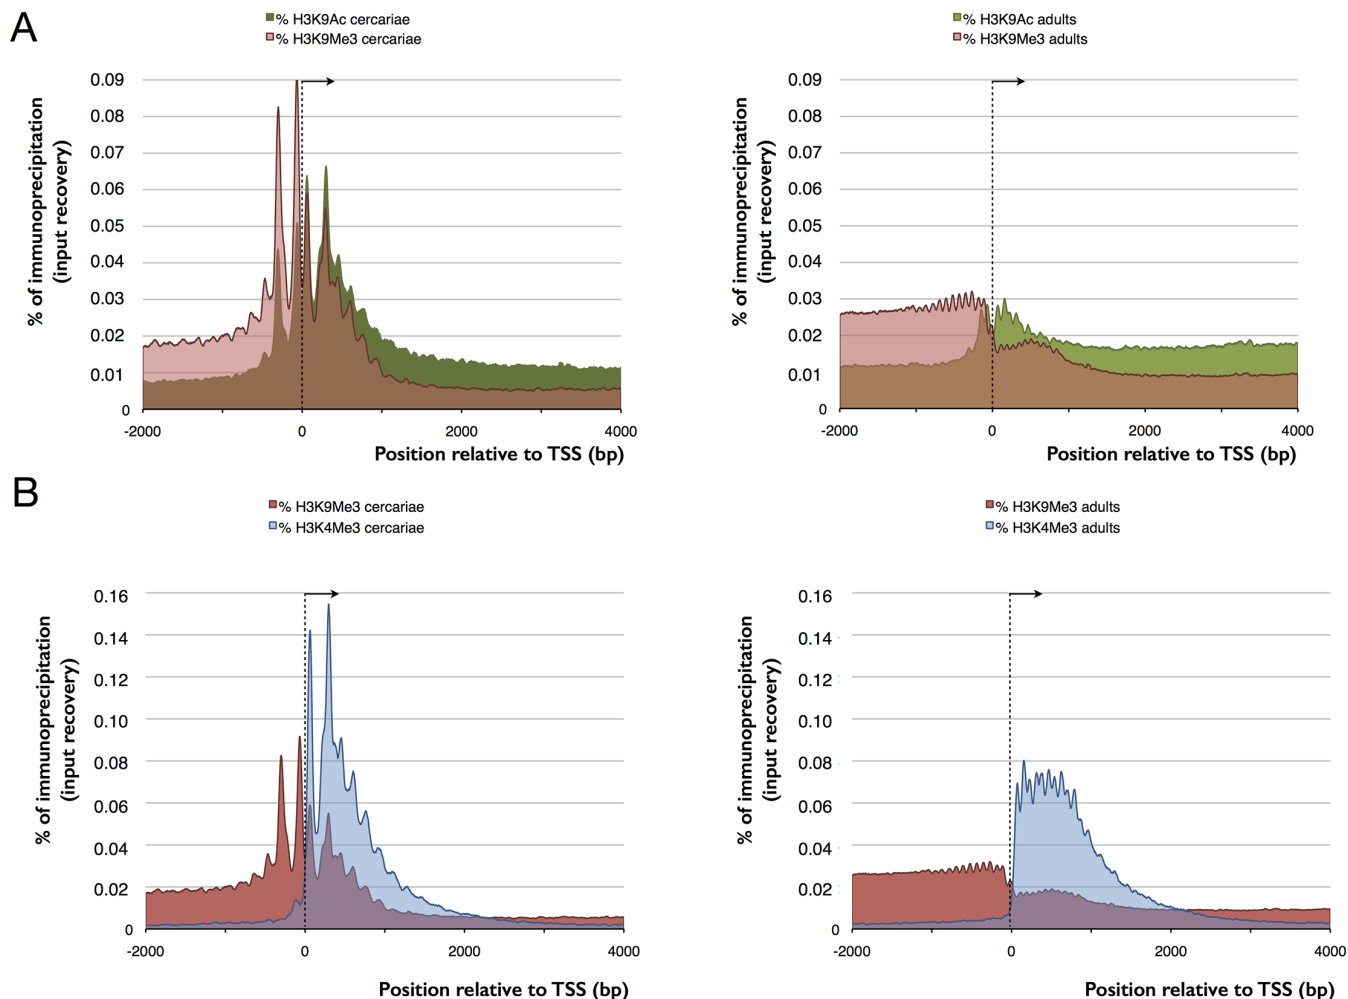 A
% H3K9Ac cercariae
% H3K9Me3 cercariae
% of immunoprecipitation
(input recovery)
0.09
0.08
0.07
0.06
0.05
0.04
0.03
0.02
0.01
0
-2000
0
2000
4000
Position relative to TSS (bp)
% H3K9Ac adults
% H3K9Me3 adults
% of immunoprecipitation
(input recovery)
0.09
0.08
0.07
0.06
0.05
0.04
0.03
0.02
0.01
0
-2000
0
2000
4000
Position relative to TSS (bp)
B
% H3K9Me3 cercariae
% H3K4Me3 cercariae
% of immunoprecipitation
(input recovery)
0.16
0.14
0.12
0.10
0.08
0.06
0.04
0.02
0
-2000
0
2000
4000
Position relative to TSS (bp)
% H3K9Me3 adults
% H3K4Me3 adults
% of immunoprecipitation
(input recovery)
0.16
0.14
0.12
0.10
0.08
0.06
0.04
0.02
0
-2000
0
2000
4000
Position relative to TSS (bp)